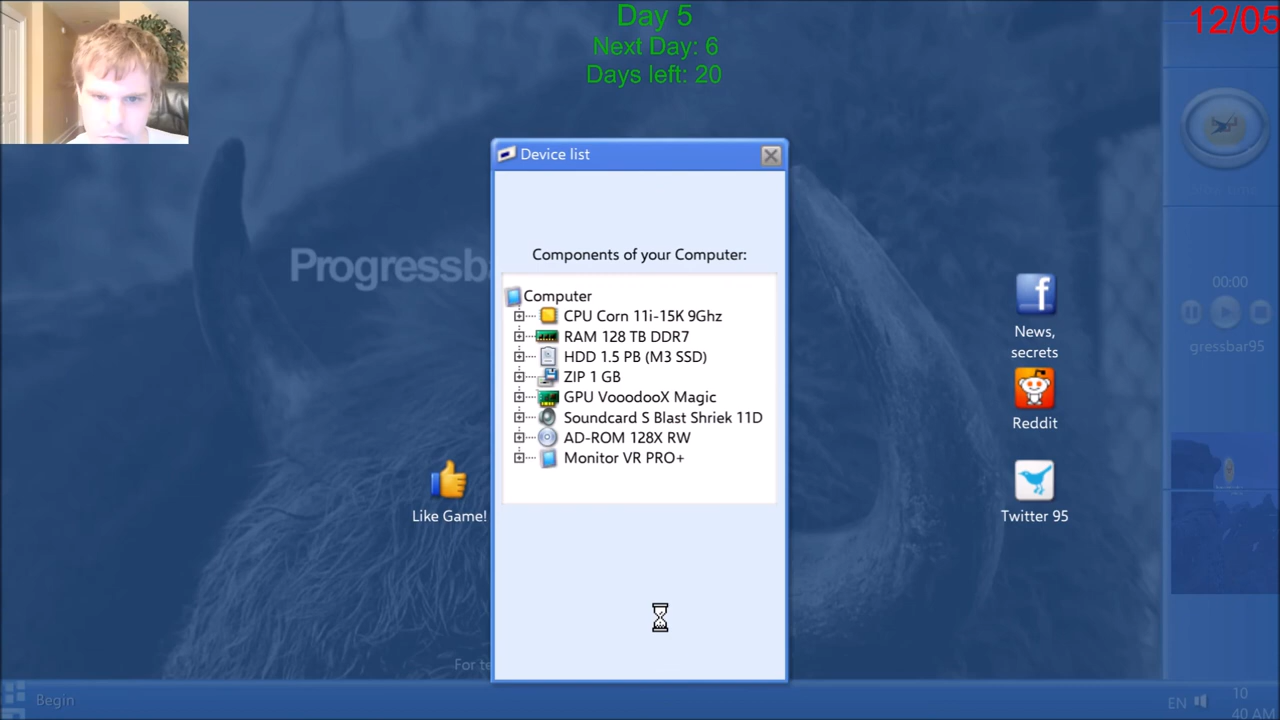 Day 5
Next Day: 6
Days left: 20
12/05
Device list
Progressb
Components of your Computer:
Computer
CPU Corn 11i-15K 9Ghz
RAM 128 TB DDR7
HDD 1.5 PB (M3 SSD)
ZIP 1 GB
GPU VooodooX Magic
Soundcard S Blast Shriek 11D
AD-ROM 128X RW
Monitor VR PRO+
Like Game!
News,
secrets
Reddit
Twitter 95
00:00
gressbar95
For te
Begin
EN
10
40 AM